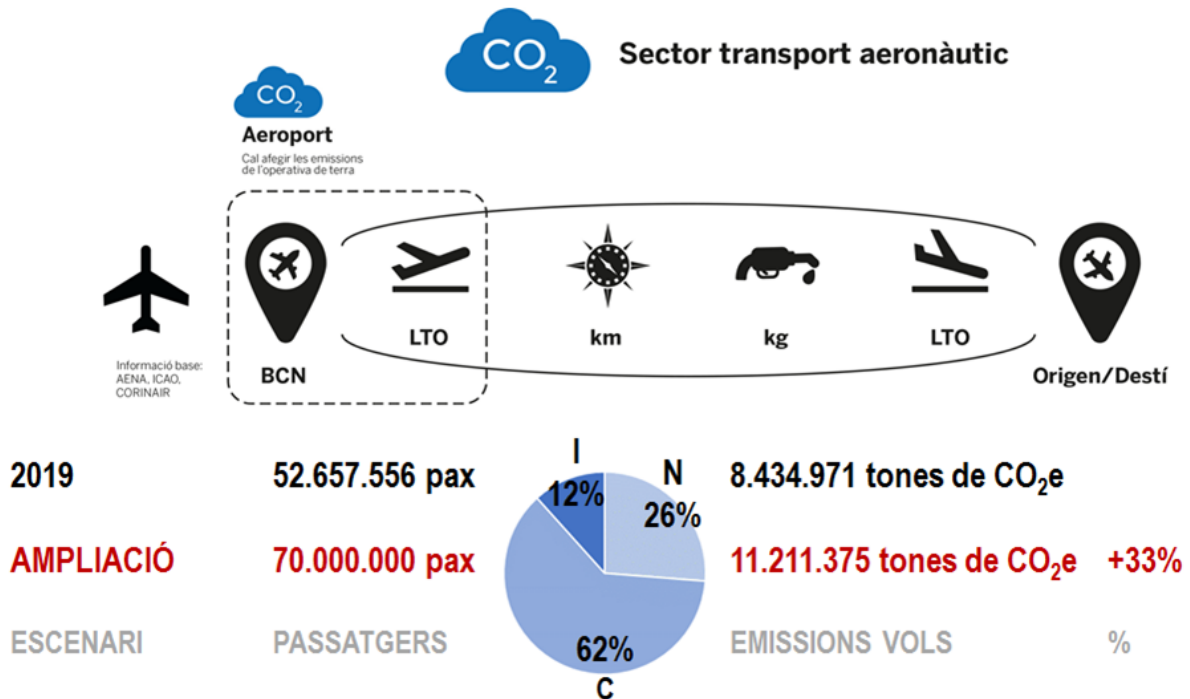 CO₂
Sector transport aeronàutic
CO₂
Aeroport
Cal afegir les emissions
de l'operativa de terra
Informació base:
AENA, ICAO,
CORINAIR
BCN
LTO
km
kg
LTO
Origen/Destí
2019
52.657.556 pax
I
12%
N
26%
62%
C
8.434.971 tones de CO₂e
AMPLIACIÓ
70.000.000 pax
11.211.375 tones de CO₂e
+33%
ESCENARI
PASSATGERS
EMISSIONS VOLS
%